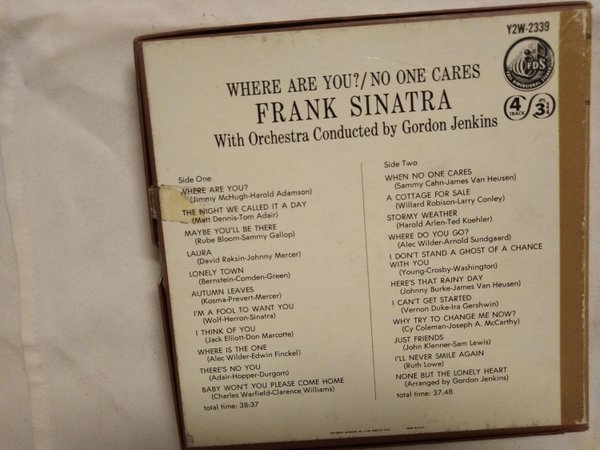 Y2W-2339
FDS
FULL DIMENSIONAL STEREO
4
TRACK
3 3/4
IPS
WHERE ARE YOU?/NO ONE CARES
FRANK SINATRA
With Orchestra Conducted by Gordon Jenkins
Side One
WHERE ARE YOU?
(Jimmy McHugh-Harold Adamson)
THE NIGHT WE CALLED IT A DAY
(Matt Dennis-Tom Adair)
MAYBE YOU'LL BE THERE
(Rube Bloom-Sammy Gallop)
LAURA
(David Raksin-Johnny Mercer)
LONELY TOWN
(Bernstein-Comden-Green)
AUTUMN LEAVES
(Kosma-Prevert-Mercer)
I'M A FOOL TO WANT YOU
(Wolf-Herron-Sinatra)
I THINK OF YOU
(Jack Elliott-Don Marcotte)
WHERE IS THE ONE
(Alec Wilder-Edwin Finckel)
THERE'S NO YOU
(Adair-Hopper-Durgom)
BABY WON'T YOU PLEASE COME HOME
(Charles Warfield-Clarence Williams)
total time: 38:37
Side Two
WHEN NO ONE CARES
(Sammy Cahn-James Van Heusen)
A COTTAGE FOR SALE
(Willard Robison-Larry Conley)
STORMY WEATHER
(Harold Arlen-Ted Koehler)
WHERE DO YOU GO?
(Alec Wilder-Arnold Sundgaard)
I DON'T STAND A GHOST OF A CHANCE
WITH YOU
(Young-Crosby-Washington)
HERE'S THAT RAINY DAY
(Johnny Burke-James Van Heusen)
I CAN'T GET STARTED
(Vernon Duke-Ira Gershwin)
WHY TRY TO CHANGE ME NOW?
(Cy Coleman-Joseph A. McCarthy)
JUST FRIENDS
(John Klenner-Sam Lewis)
I'LL NEVER SMILE AGAIN
(Ruth Lowe)
NONE BUT THE LONELY HEART
(Arranged by Gordon Jenkins)
total time: 37:48